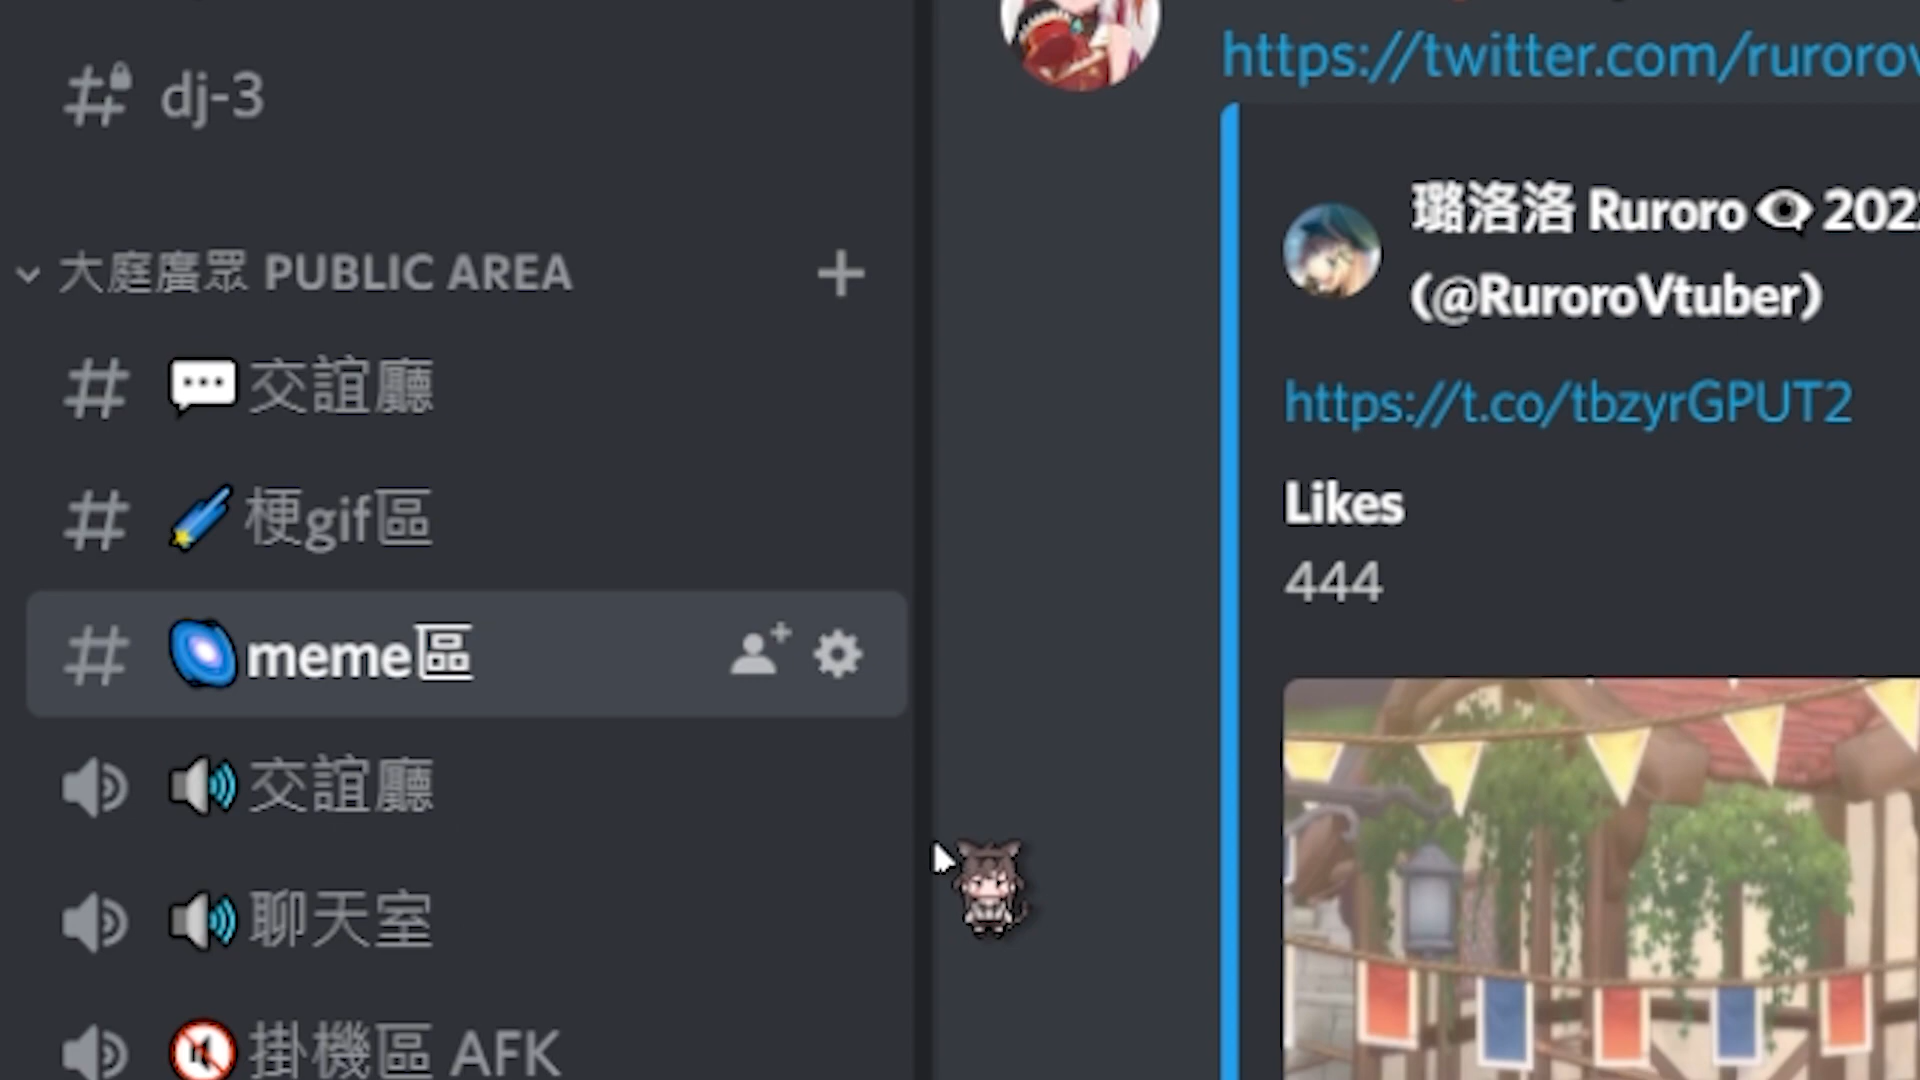 dj-3
大庭廣眾 PUBLIC AREA
交誼廳
梗gif區
meme區
交誼廳
聊天室
掛機區 AFK
https://twitter.com/rurorov
璐洛洛 Ruroro 202
(@RuroroVtuber)
https://t.co/tbzyrGPUT2
Likes
444